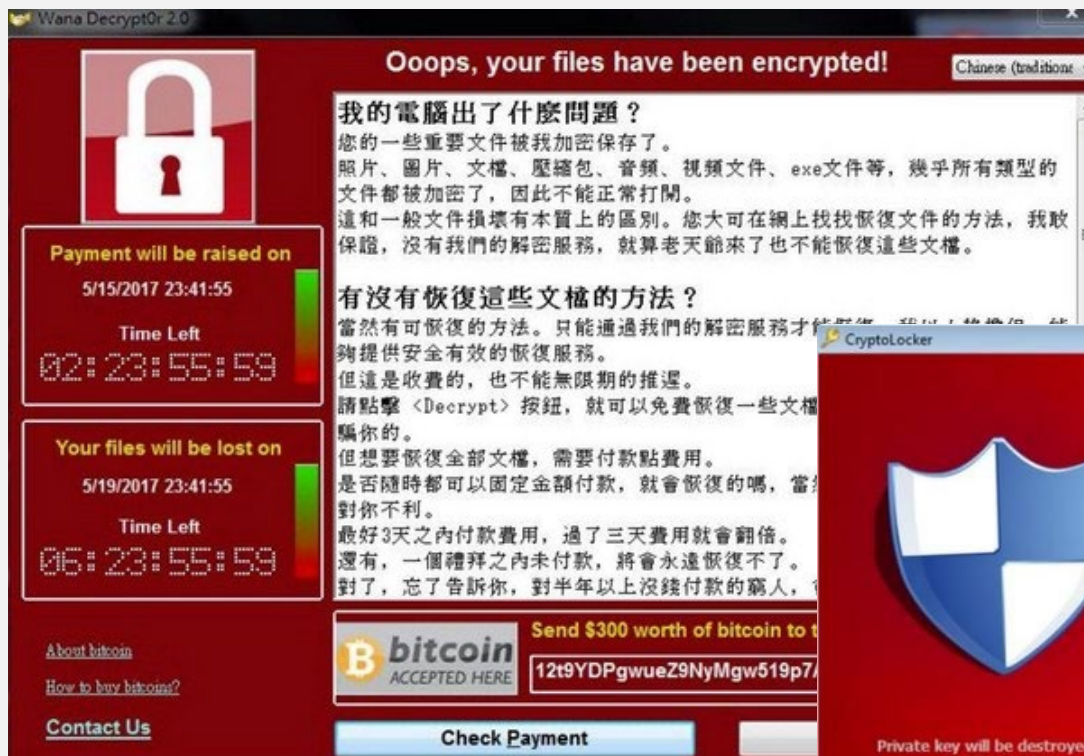 Wana Decrypt0r 2.0
Ooops, your files have been encrypted!
Chinese (traditional
我的電腦出了什麼問題？
您的一些重要文件被我加密保存了。
照片、圖片、文檔、壓縮包、音頻、視頻文件、exe文件等，幾乎所有類型的
文件都被加密了，因此不能正常打開。
這和一般文件損壞有本質上的區別。您大可在網上找找恢復文件的方法，我敢
保證，沒有我們的解密服務，就算老天爺來了也不能恢復這些文檔。
有沒有恢復這些文檔的方法？
當然有可恢復的方法。只能通過我們的解密服務才能恢復。我以人格擔保，能
夠提供安全有效的恢復服務。
但這是收費的，也不能無限期的推遲。
請點擊 <Decrypt> 按鈕，就可以免費恢復一些文檔
騙你的。
但想要恢復全部文檔，需要付款點費用。
是否隨時都可以固定金額付款，就會恢復的嗎，當然
對你不利。
最好3天之內付款費用，過了三天費用就會翻倍。
還有，一個禮拜之內未付款，將會永遠恢復不了。
對了，忘了告訴你，對半年以上沒錢付款的窮人，
Payment will be raised on
5/15/2017 23:41:55
Time Left
02:23:55:59
Your files will be lost on
5/19/2017 23:41:55
Time Left
06:23:55:59
About bitcoin
How to buy bitcoins?
Contact Us
bitcoin
ACCEPTED HERE
Send $300 worth of bitcoin to t
12t9YDPgwueZ9NyMgw519p7A
Check Payment
CryptoLocker
Private key will be destroye